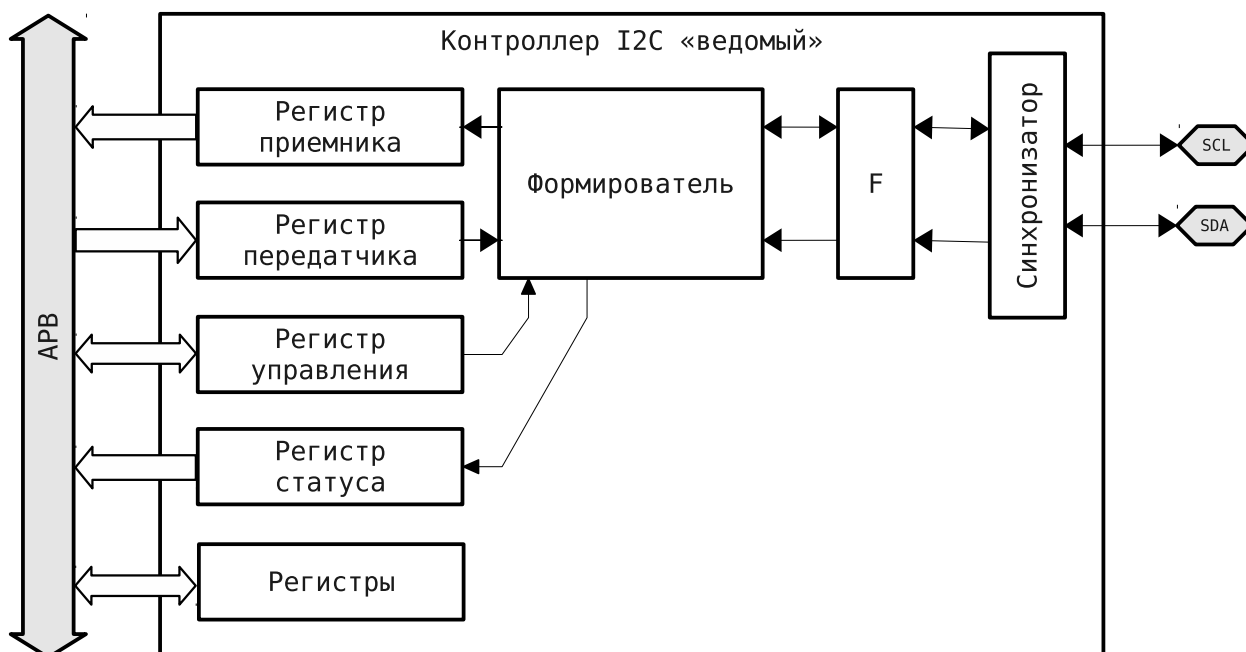 Контроллер I2C «ведомый»
Регистр
приемника
Формирователь
F
Синхронизатор
SCL
SDA
Регистр
передатчика
APB
Регистр
управления
Регистр
статуса
Регистры